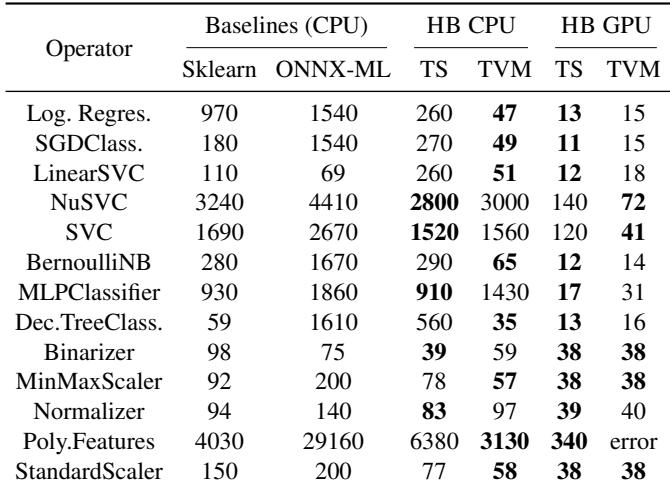 Operator Baselines (CPU) HB CPU HB GPU
Sklearn ONNX-ML TS TVM TS TVM
Log. Regres. 970 1540 260 47 13 15
SGDClass. 180 1540 270 49 11 15
LinearSVC 110 69 260 51 12 18
NuSVC 3240 4410 2800 3000 140 72
SVC 1690 2670 1520 1560 120 41
BernoulliNB 280 1670 290 65 12 14
MLPClassifier 930 1860 910 1430 17 31
Dec.TreeClass. 59 1610 560 35 13 16
Binarizer 98 75 39 59 38 38
MinMaxScaler 92 200 78 57 38 38
Normalizer 94 140 83 97 39 40
Poly.Features 4030 29160 6380 3130 340 error
StandardScaler 150 200 77 58 38 38